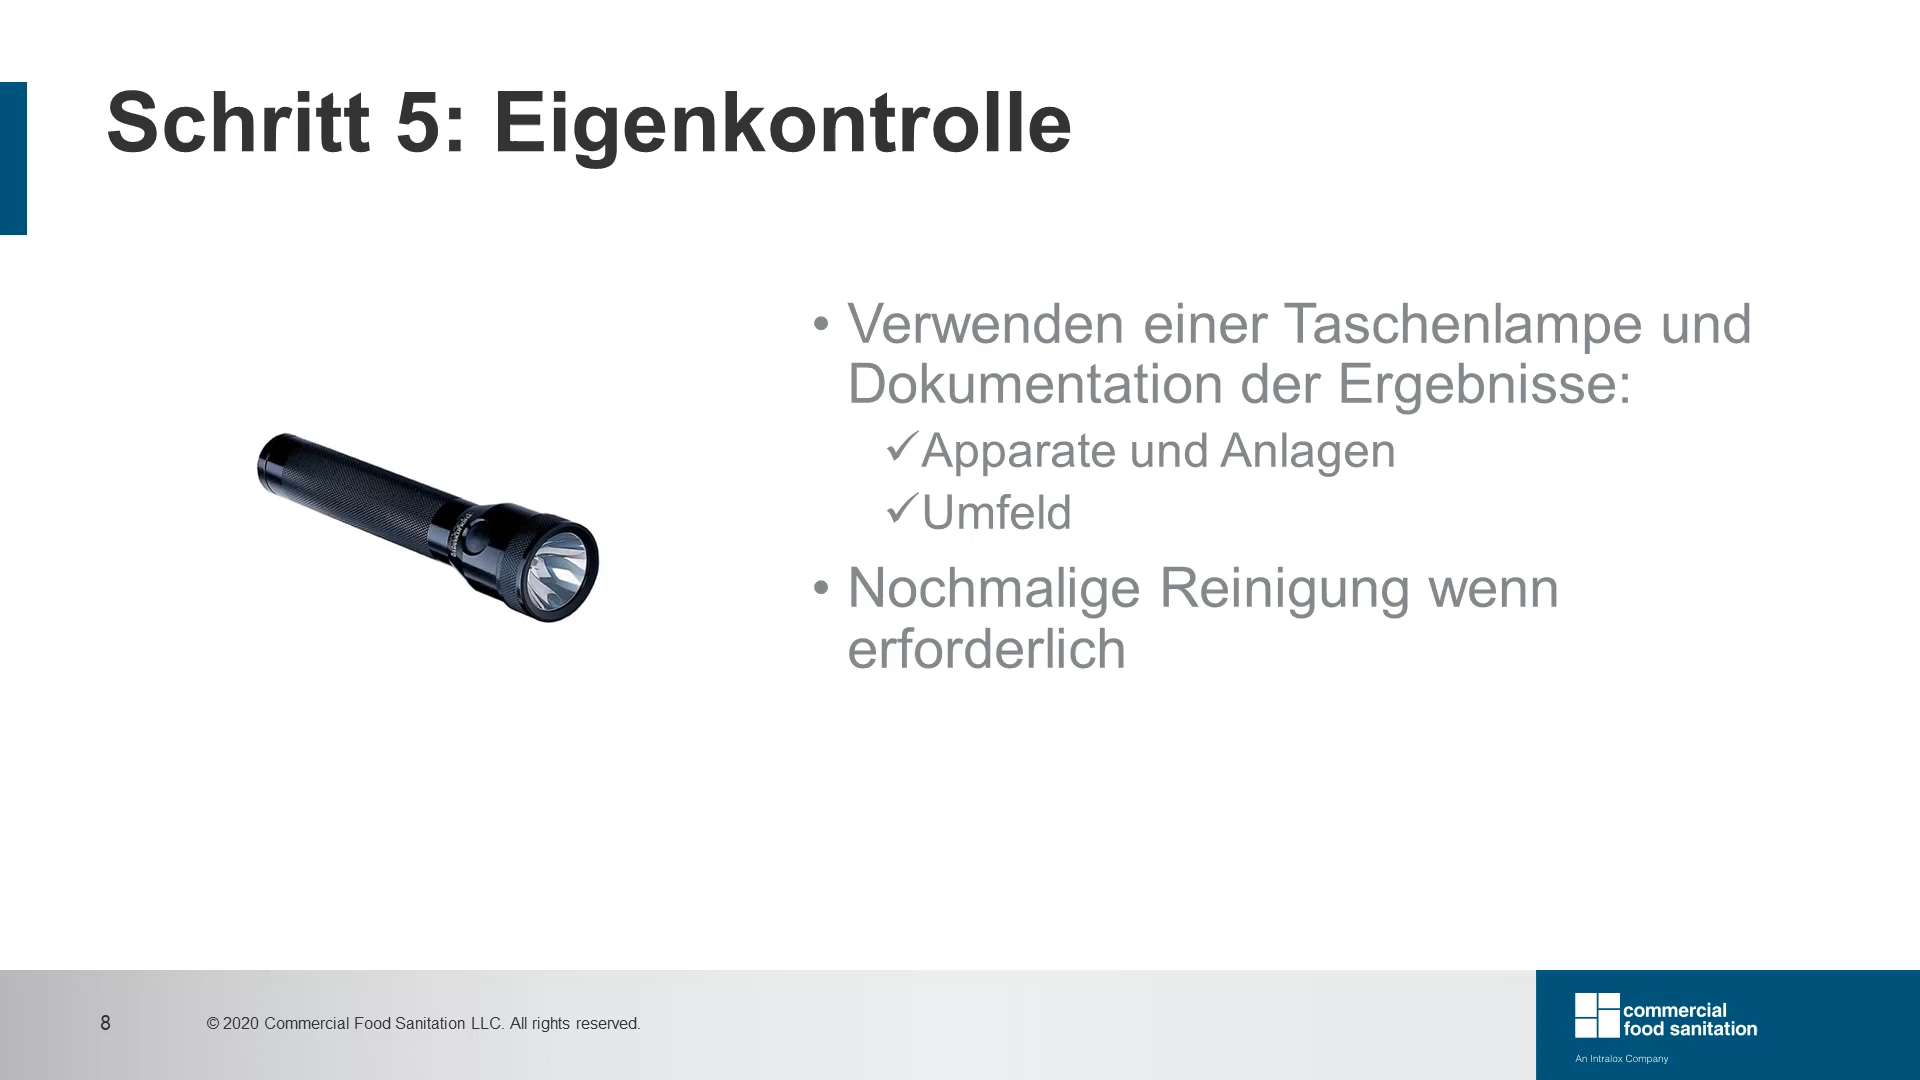 Schritt 5: Eigenkontrolle
• Verwenden einer Taschenlampe und
Dokumentation der Ergebnisse:
✓Apparate und Anlagen
✓Umfeld
• Nochmalige Reinigung wenn
erforderlich
8
© 2020 Commercial Food Sanitation LLC. All rights reserved.
commercial
food sanitation
An Intralox Company